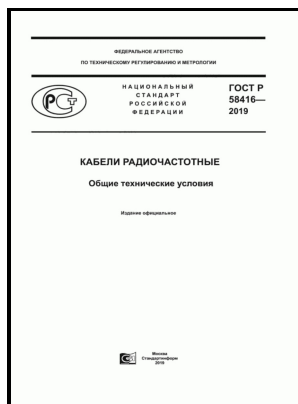 ФЕДЕРАЛЬНОЕ АГЕНТСТВО
ПО ТЕХНИЧЕСКОМУ РЕГУЛИРОВАНИЮ И МЕТРОЛОГИИ
НАЦИОНАЛЬНЫЙ
СТАНДАРТ
РОССИЙСКОЙ
ФЕДЕРАЦИИ
ГОСТ Р
58416—
2019
КАБЕЛИ РАДИОЧАСТОТНЫЕ
Общие технические условия
Издание официальное
Москва
Стандартинформ
2019